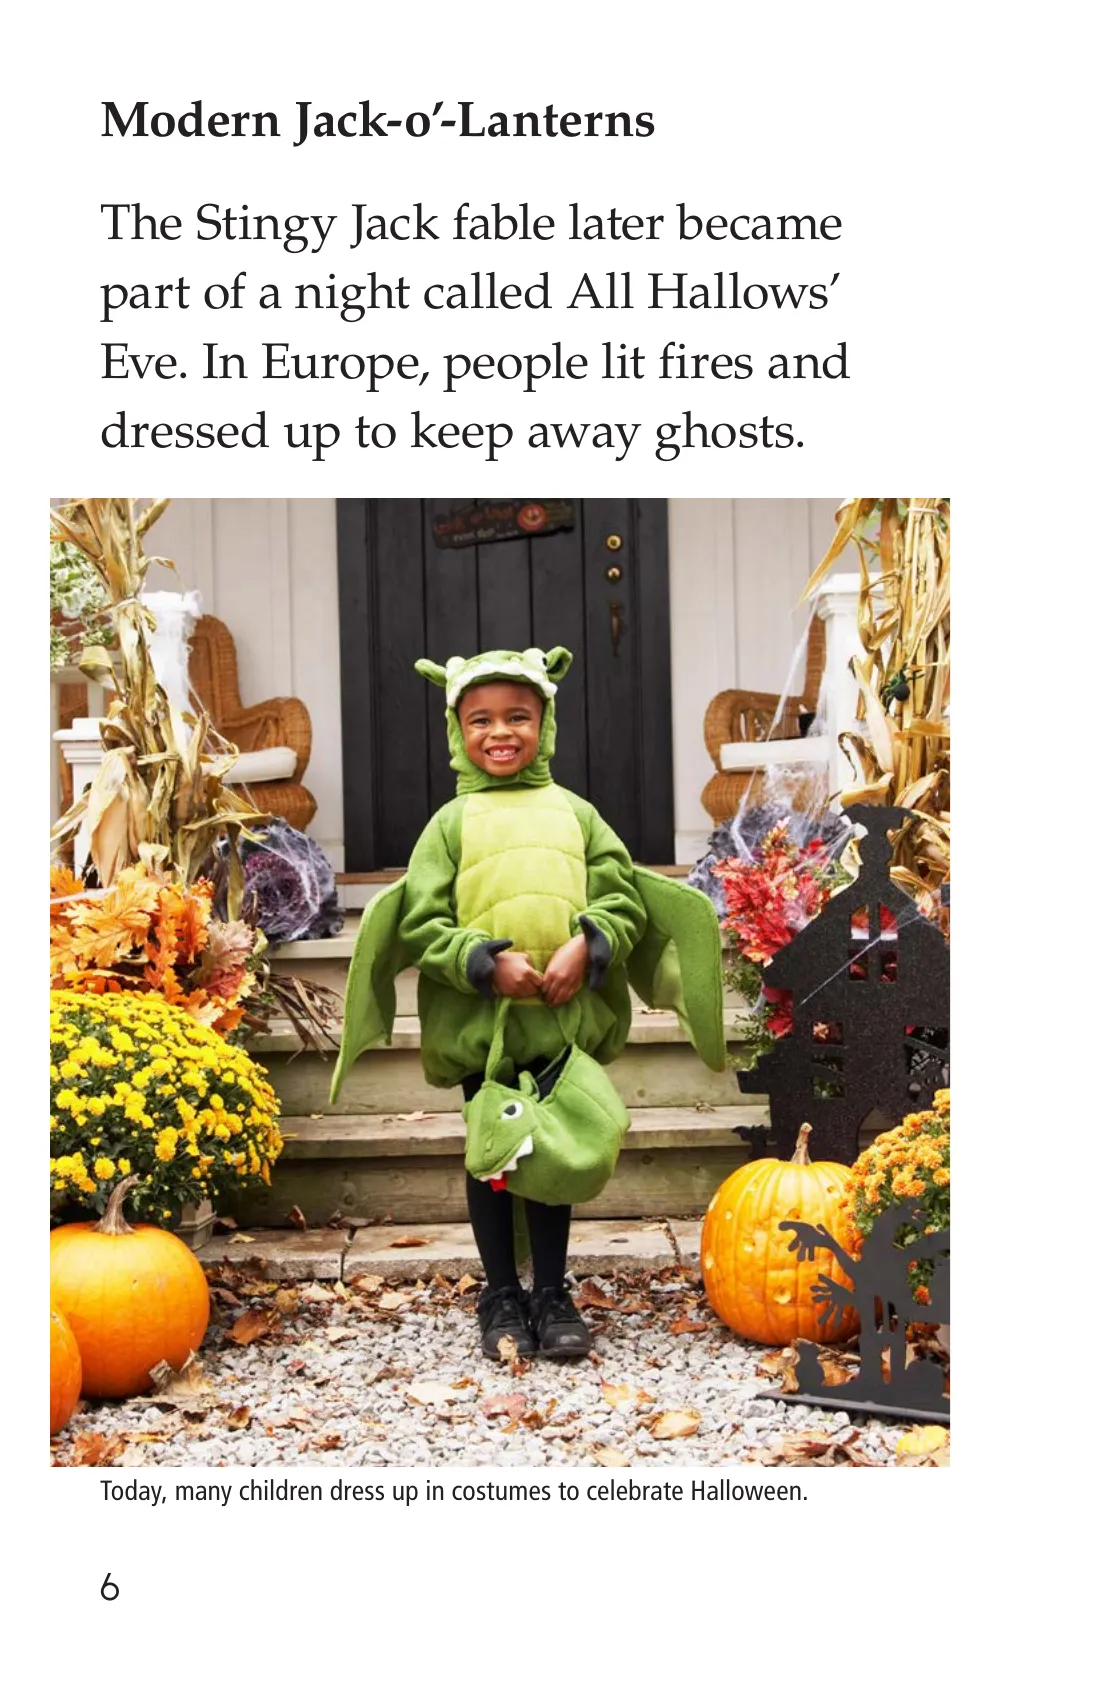 Modern Jack-o’-Lanterns
The Stingy Jack fable later became
part of a night called All Hallows’
Eve. In Europe, people lit fires and
dressed up to keep away ghosts.
Today, many children dress up in costumes to celebrate Halloween.
6